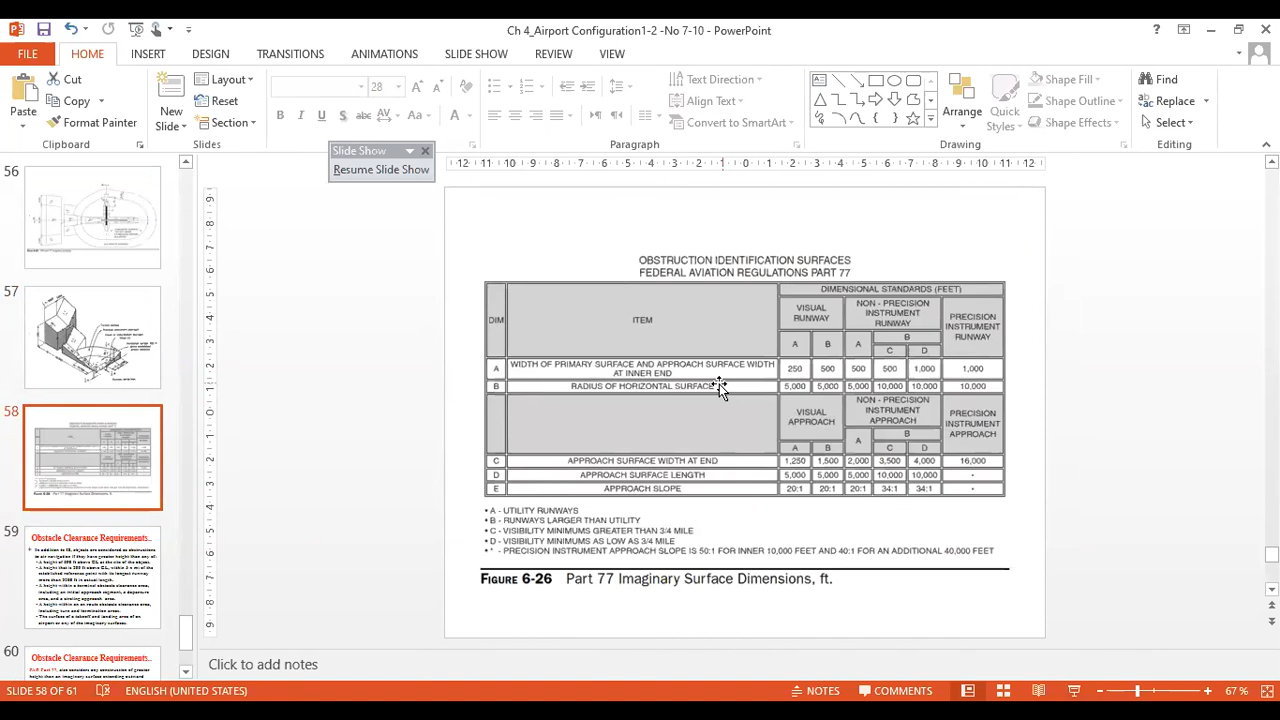 Ch 4_Airport Configuration1-2 -No 7-10 - PowerPoint
FILE
HOME
INSERT
DESIGN
TRANSITIONS
ANIMATIONS
SLIDE SHOW
REVIEW
VIEW
Paste
Cut
Copy
Format Painter
Clipboard
New
Slide
Layout
Reset
Section
Slides
28
Paragraph
Text Direction
Align Text
Convert to SmartArt
Arrange
Quick
Styles
Shape Fill
Shape Outline
Shape Effects
Drawing
Find
Replace
Select
Editing
Slide Show
Resume Slide Show
56
57
58
59
Obstacle Clearance Requirements..
60
Obstacle Clearance Requirements..
OBSTRUCTION IDENTIFICATION SURFACES
FEDERAL AVIATION REGULATIONS PART 77
DIM
ITEM
DIMENSIONAL STANDARDS (FEET)
VISUAL
RUNWAY
NON - PRECISION
INSTRUMENT
RUNWAY
PRECISION
INSTRUMENT
RUNWAY
A B A B
C D
A WIDTH OF PRIMARY SURFACE AND APPROACH SURFACE WIDTH
AT INNER END 250 500 500 500 1,000 1,000
B RADIUS OF HORIZONTAL SURFACE 5,000 5,000 5,000 10,000 10,000 10,000
VISUAL
APPROACH
NON - PRECISION
INSTRUMENT
APPROACH
PRECISION
INSTRUMENT
APPROACH
A B A B
C D
C APPROACH SURFACE WIDTH AT END 1,250 1,500 2,000 3,500 4,000 16,000
D APPROACH SURFACE LENGTH 5,000 5,000 5,000 10,000 10,000 *
E APPROACH SLOPE 20:1 20:1 20:1 34:1 34:1 *
• A - UTILITY RUNWAYS
• B - RUNWAYS LARGER THAN UTILITY
• C - VISIBILITY MINIMUMS GREATER THAN 3/4 MILE
• D - VISIBILITY MINIMUMS AS LOW AS 3/4 MILE
• * - PRECISION INSTRUMENT APPROACH SLOPE IS 50:1 FOR INNER 10,000 FEET AND 40:1 FOR AN ADDITIONAL 40,000 FEET
FIGURE 6-26 Part 77 Imaginary Surface Dimensions, ft.
Click to add notes
SLIDE 58 OF 61
ENGLISH (UNITED STATES)
NOTES
COMMENTS
67 %